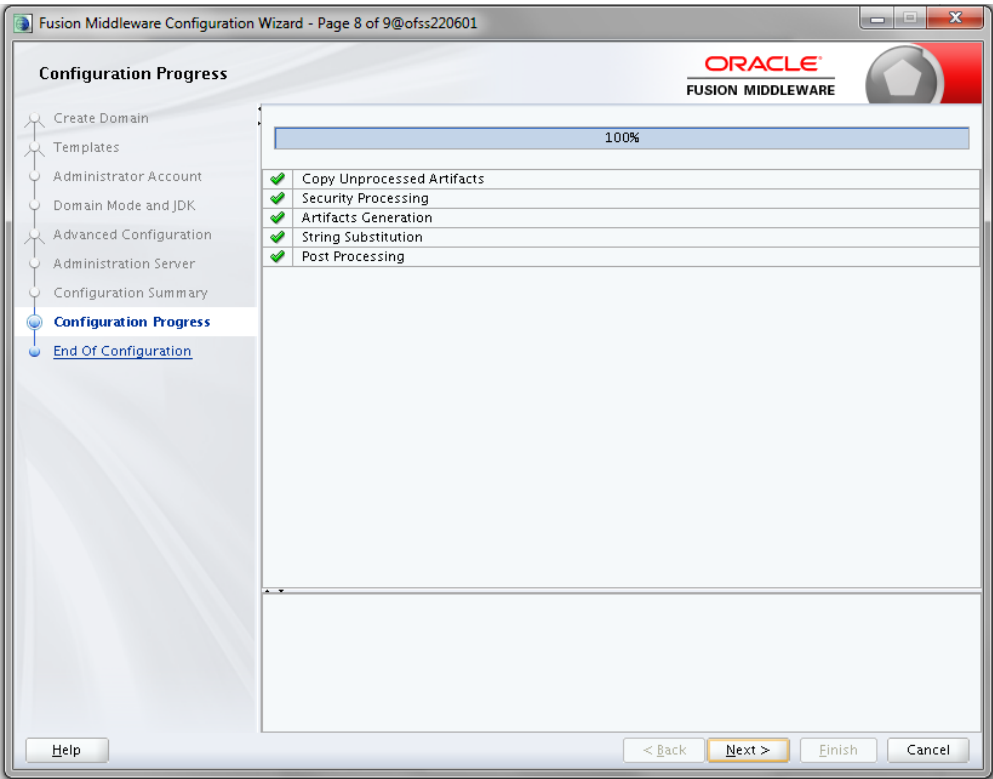 Fusion Middleware Configuration Wizard - Page 8 of 9@ofss220601
Configuration Progress
ORACLE
FUSION MIDDLEWARE
Create Domain
Templates
Administrator Account
Domain Mode and JDK
Advanced Configuration
Administration Server
Configuration Summary
Configuration Progress
End Of Configuration
100%
Copy Unprocessed Artifacts
Security Processing
Artifacts Generation
String Substitution
Post Processing
Help
< Back
Next >
Finish
Cancel